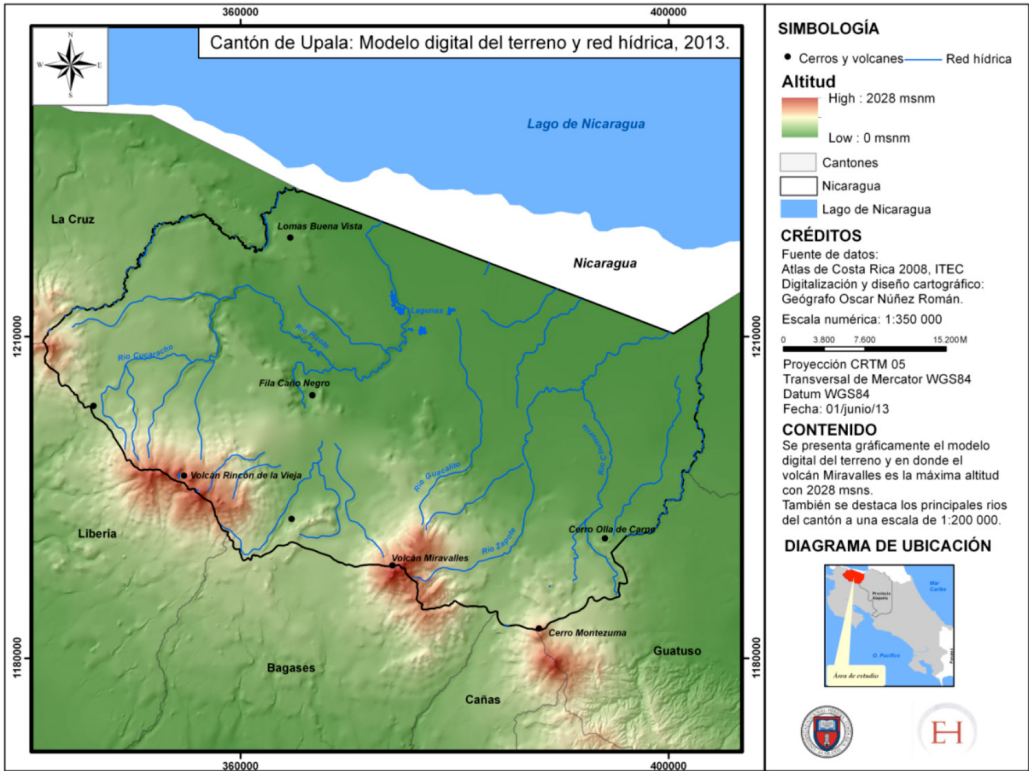 360000
400000
Cantón de Upala: Modelo digital del terreno y red hídrica, 2013.
N
W
E
S
Lago de Nicaragua
La Cruz
Lomas Buena Vista
Nicaragua
Lagunas
1210000
1210000
Río Pizote
Río Cucaracho
Fila Caño Negro
Río Guacalito
Volcán Rincón de la Vieja
Río Zapote
Cerro Olla de Carne
Liberia
Volcán Miravalles
Cerro Montezuma
1180000
1180000
Bagases
Guatuso
Cañas
360000
400000
SIMBOLOGÍA
Cerros y volcanes
Red hídrica
Altitud
High : 2028 msnm
Low : 0 msnm
Cantones
Nicaragua
Lago de Nicaragua
CRÉDITOS
Fuente de datos:
Atlas de Costa Rica 2008, ITEC
Digitalización y diseño cartográfico:
Geógrafo Oscar Núñez Román.
Escala numérica: 1:350 000
0 3.800 7.600 15.200M
Proyección CRTM 05
Transversal de Mercator WGS84
Datum WGS84
Fecha: 01/junio/13
CONTENIDO
Se presenta gráficamente el modelo
digital del terreno y en donde el
volcán Miravalles es la máxima altitud
con 2028 msns.
También se destaca los principales rios
del cantón a una escala de 1:200 000.
DIAGRAMA DE UBICACIÓN
Mar
Caribe
Provincia
Alajuela
O. Pacífico
Área de estudio
EH